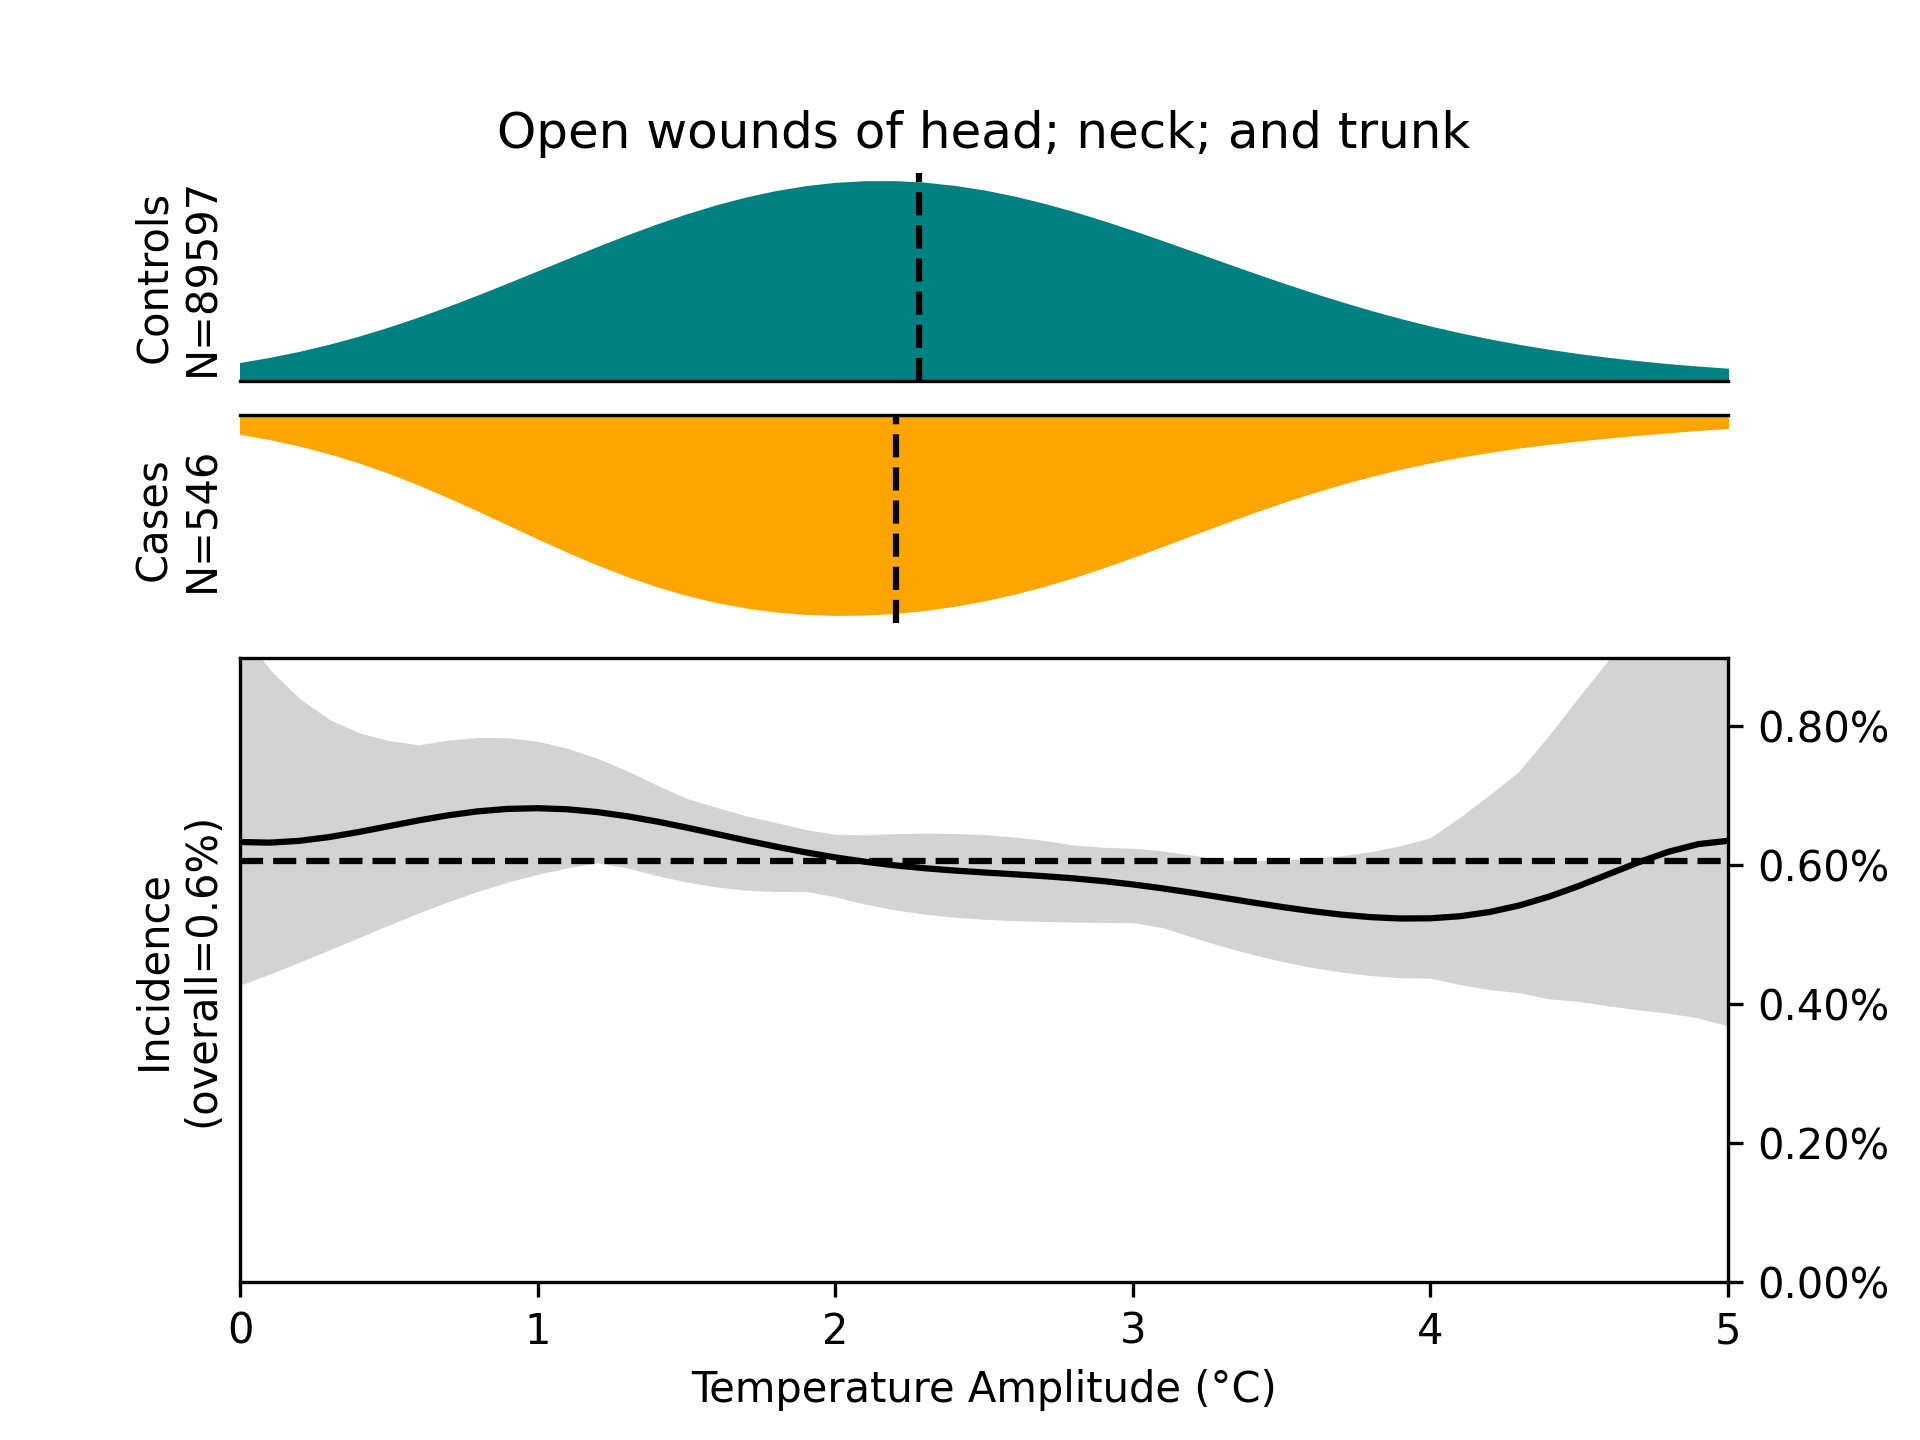 Open wounds of head; neck; and trunk
Controls
N=89597
Cases
N=546
Incidence
(overall=0.6%)
0.80%
0.60%
0.40%
0.20%
0.00%
0 1 2 3 4 5
Temperature Amplitude (°C)